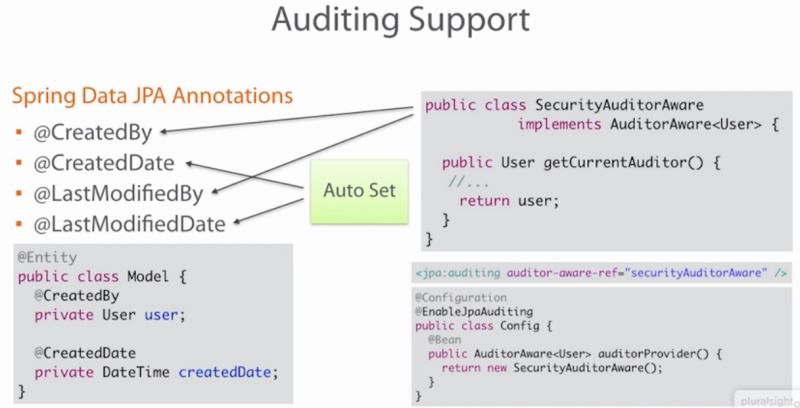 Auditing Support
Spring Data JPA Annotations
▪ @CreatedBy
▪ @CreatedDate
▪ @LastModifiedBy
▪ @LastModifiedDate
Auto Set
@Entity
public class Model {
  @CreatedBy
  private User user;

  @CreatedDate
  private DateTime createdDate;
}
public class SecurityAuditorAware
          implements AuditorAware<User> {

  public User getCurrentAuditor() {
   //...
    return user;
  }
}
<jpa:auditing auditor-aware-ref="securityAuditorAware" />
@Configuration
@EnableJpaAuditing
public class Config {
  @Bean
  public AuditorAware<User> auditorProvider() {
    return new SecurityAuditorAware();
  }
}
pluralsight